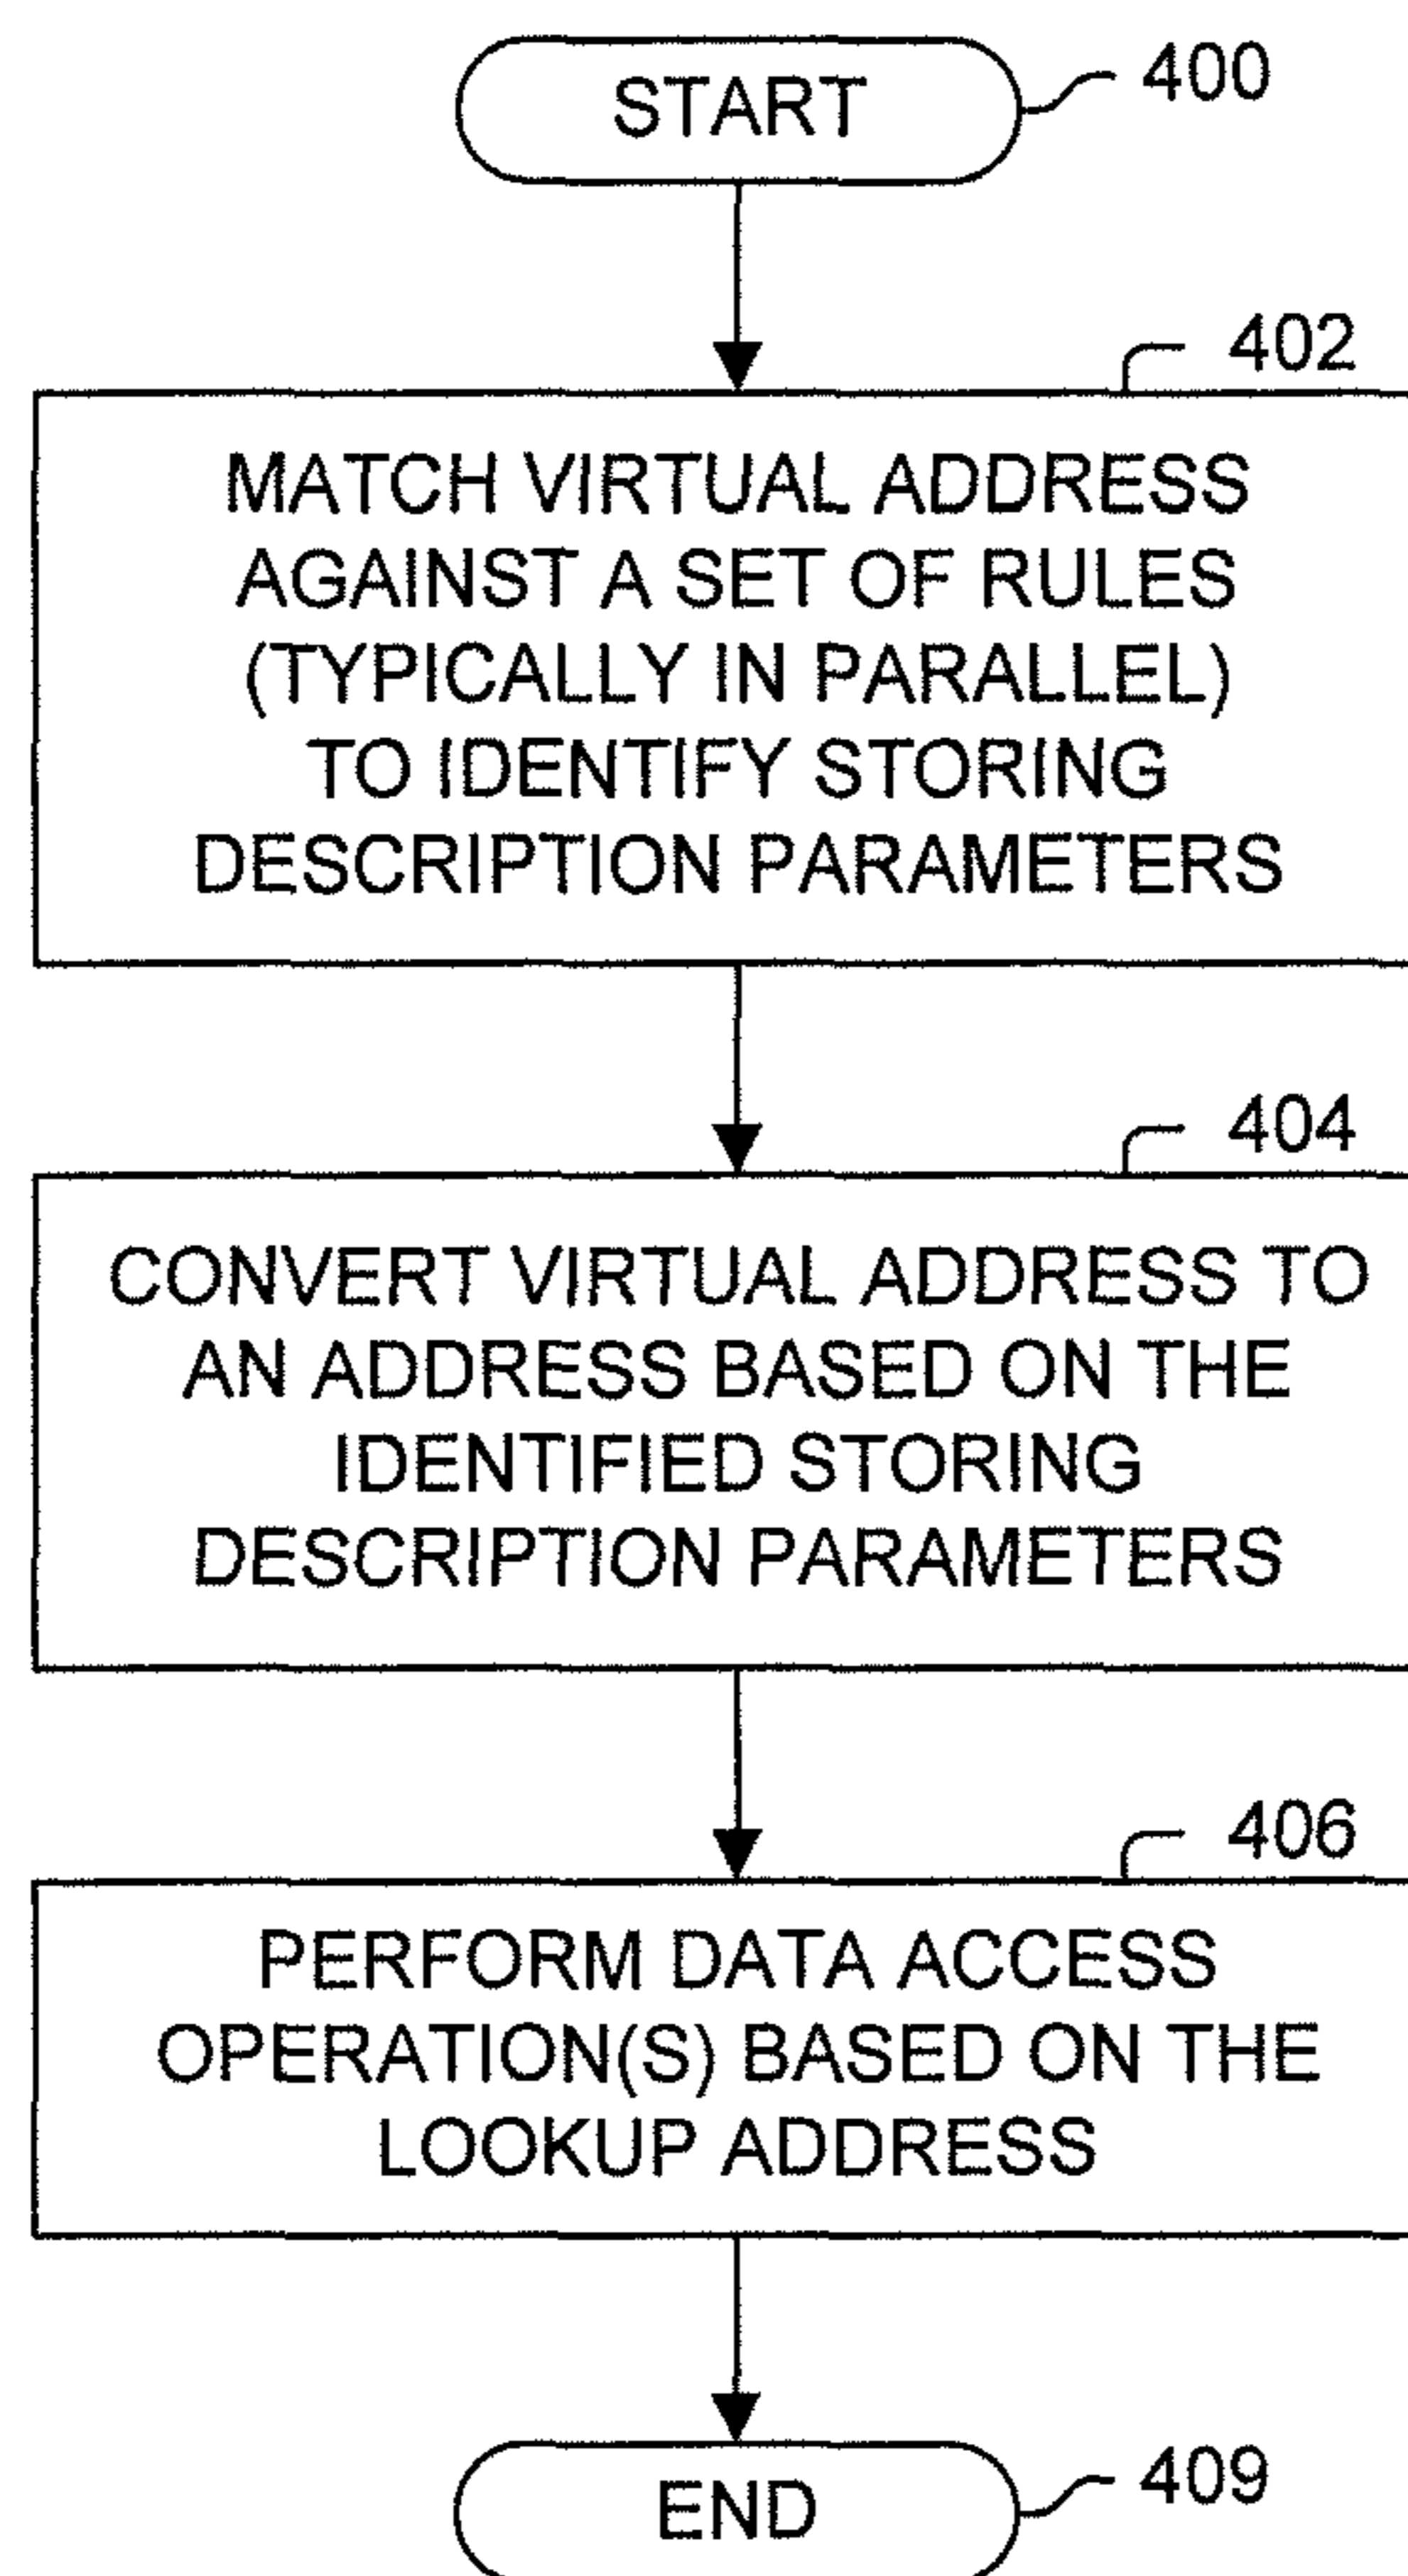 START
400
402
MATCH VIRTUAL ADDRESS
AGAINST A SET OF RULES
(TYPICALLY IN PARALLEL)
TO IDENTIFY STORING
DESCRIPTION PARAMETERS
404
CONVERT VIRTUAL ADDRESS TO
AN ADDRESS BASED ON THE
IDENTIFIED STORING
DESCRIPTION PARAMETERS
406
PERFORM DATA ACCESS
OPERATION(S) BASED ON THE
LOOKUP ADDRESS
END
409